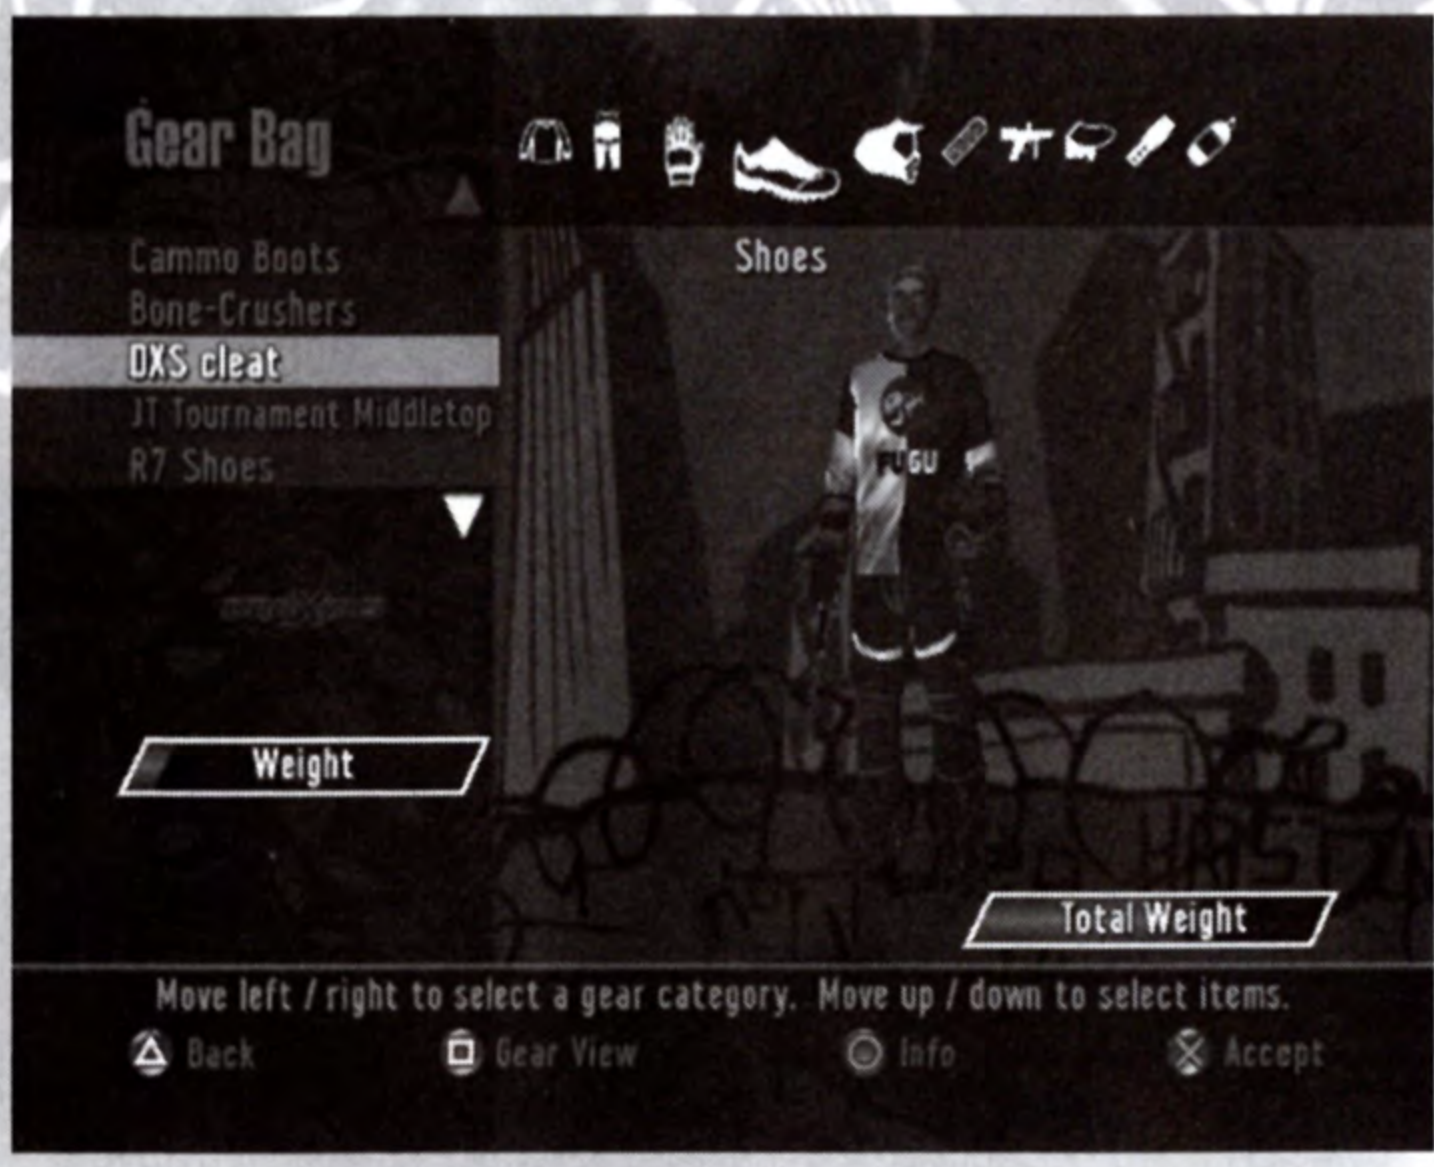 Gear Bag
Shoes
Cammo Boots
Bone-Crushers
DXS cleat
JT Tournament Middletop
R7 Shoes
FUGU
Weight
Total Weight
Move left / right to select a gear category. Move up / down to select items.
Back
Gear View
Info
Accept